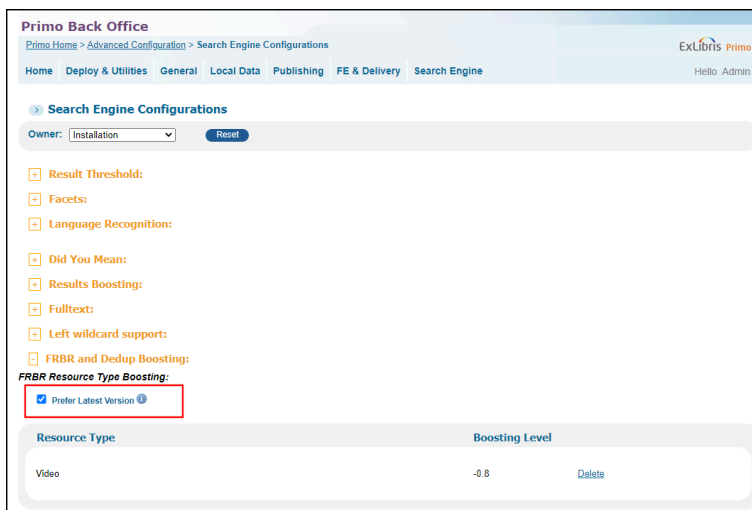 Primo Back Office
Primo Home > Advanced Configuration > Search Engine Configurations
ExLibris Primo
Home Deploy & Utilities General Local Data Publishing FE & Delivery Search Engine
Hello Admin
Search Engine Configurations
Owner: Installation Reset
Result Threshold:
Facets:
Language Recognition:
Did You Mean:
Results Boosting:
Fulltext:
Left wildcard support:
FRBR and Dedup Boosting:
FRBR Resource Type Boosting:
Prefer Latest Version
Resource Type Boosting Level
Video -0.8 Delete